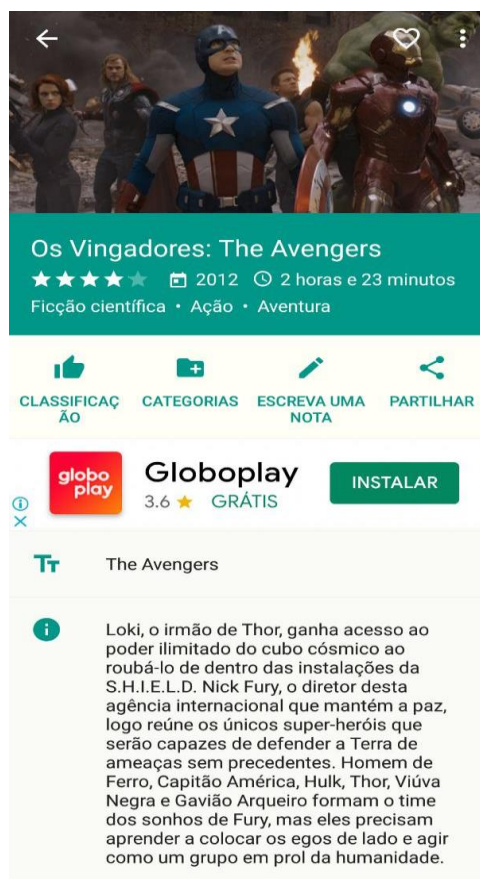 Os Vingadores: The Avengers
2012 2 horas e 23 minutos
Ficção científica • Ação • Aventura
CLASSIFICAÇ
ÃO
CATEGORIAS
ESCREVA UMA
NOTA
PARTILHAR
globo
play
Globoplay
3.6 ★ GRÁTIS
INSTALAR
TT The Avengers
Loki, o irmão de Thor, ganha acesso ao
poder ilimitado do cubo cósmico ao
roubá-lo de dentro das instalações da
S.H.I.E.L.D. Nick Fury, o diretor desta
agência internacional que mantém a paz,
logo reúne os únicos super-heróis que
serão capazes de defender a Terra de
ameaças sem precedentes. Homem de
Ferro, Capitão América, Hulk, Thor, Viúva
Negra e Gavião Arqueiro formam o time
dos sonhos de Fury, mas eles precisam
aprender a colocar os egos de lado e agir
como um grupo em prol da humanidade.